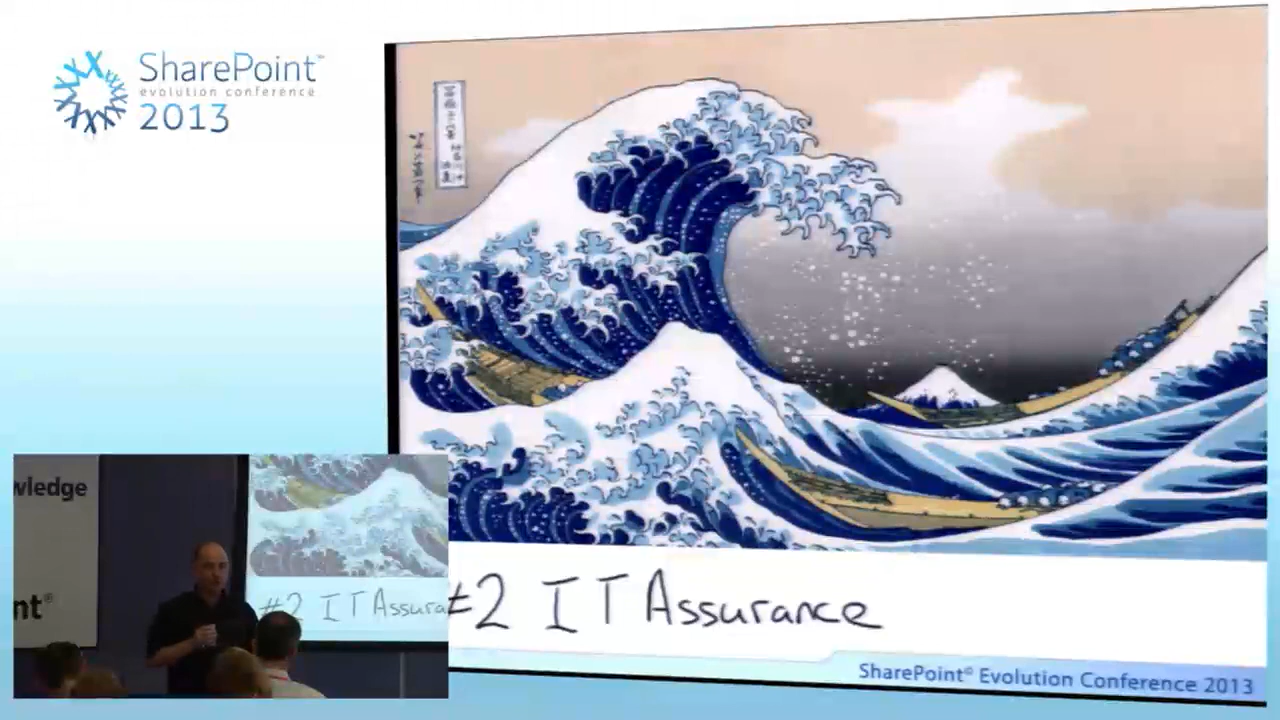 SharePoint™
evolution conference
2013
wledge
nt®
#2 IT Assura
#2 IT Assurance
SharePoint® Evolution Conference 2013